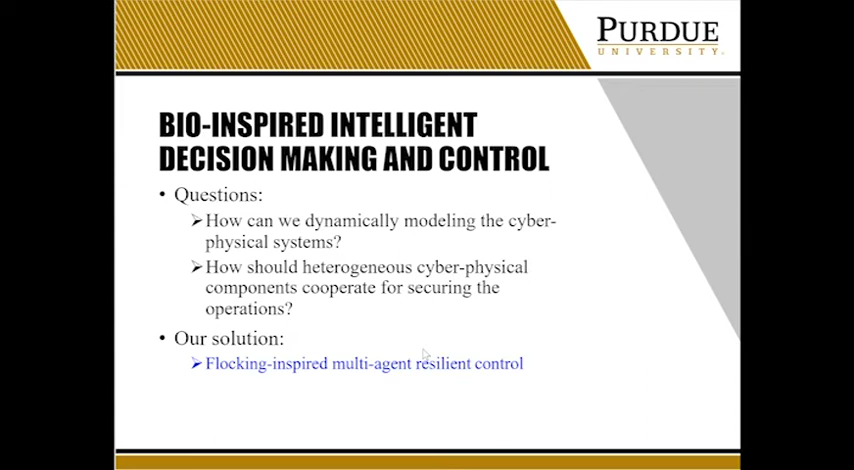 PURDUE
UNIVERSITY
BIO-INSPIRED INTELLIGENT
DECISION MAKING AND CONTROL
• Questions:
➢How can we dynamically modeling the cyber-
physical systems?
➢How should heterogeneous cyber-physical
components cooperate for securing the
operations?
• Our solution:
➢Flocking-inspired multi-agent resilient control